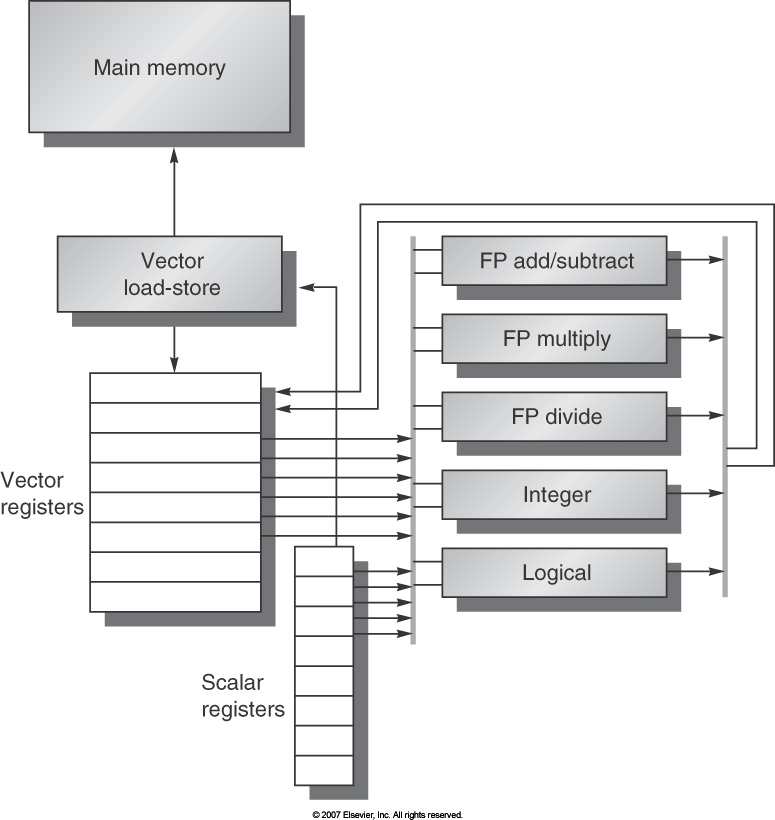 Main memory
Vector
load-store
FP add/subtract
FP multiply
FP divide
Integer
Logical
Vector
registers
Scalar
registers
© 2007 Elsevier, Inc. All rights reserved.